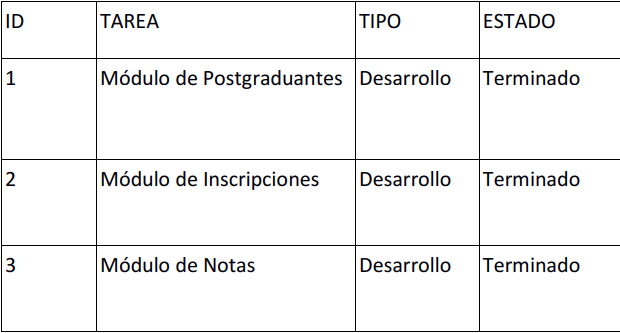 ID TAREA TIPO ESTADO
1 Módulo de Postgraduantes Desarrollo Terminado
2 Módulo de Inscripciones Desarrollo Terminado
3 Módulo de Notas Desarrollo Terminado